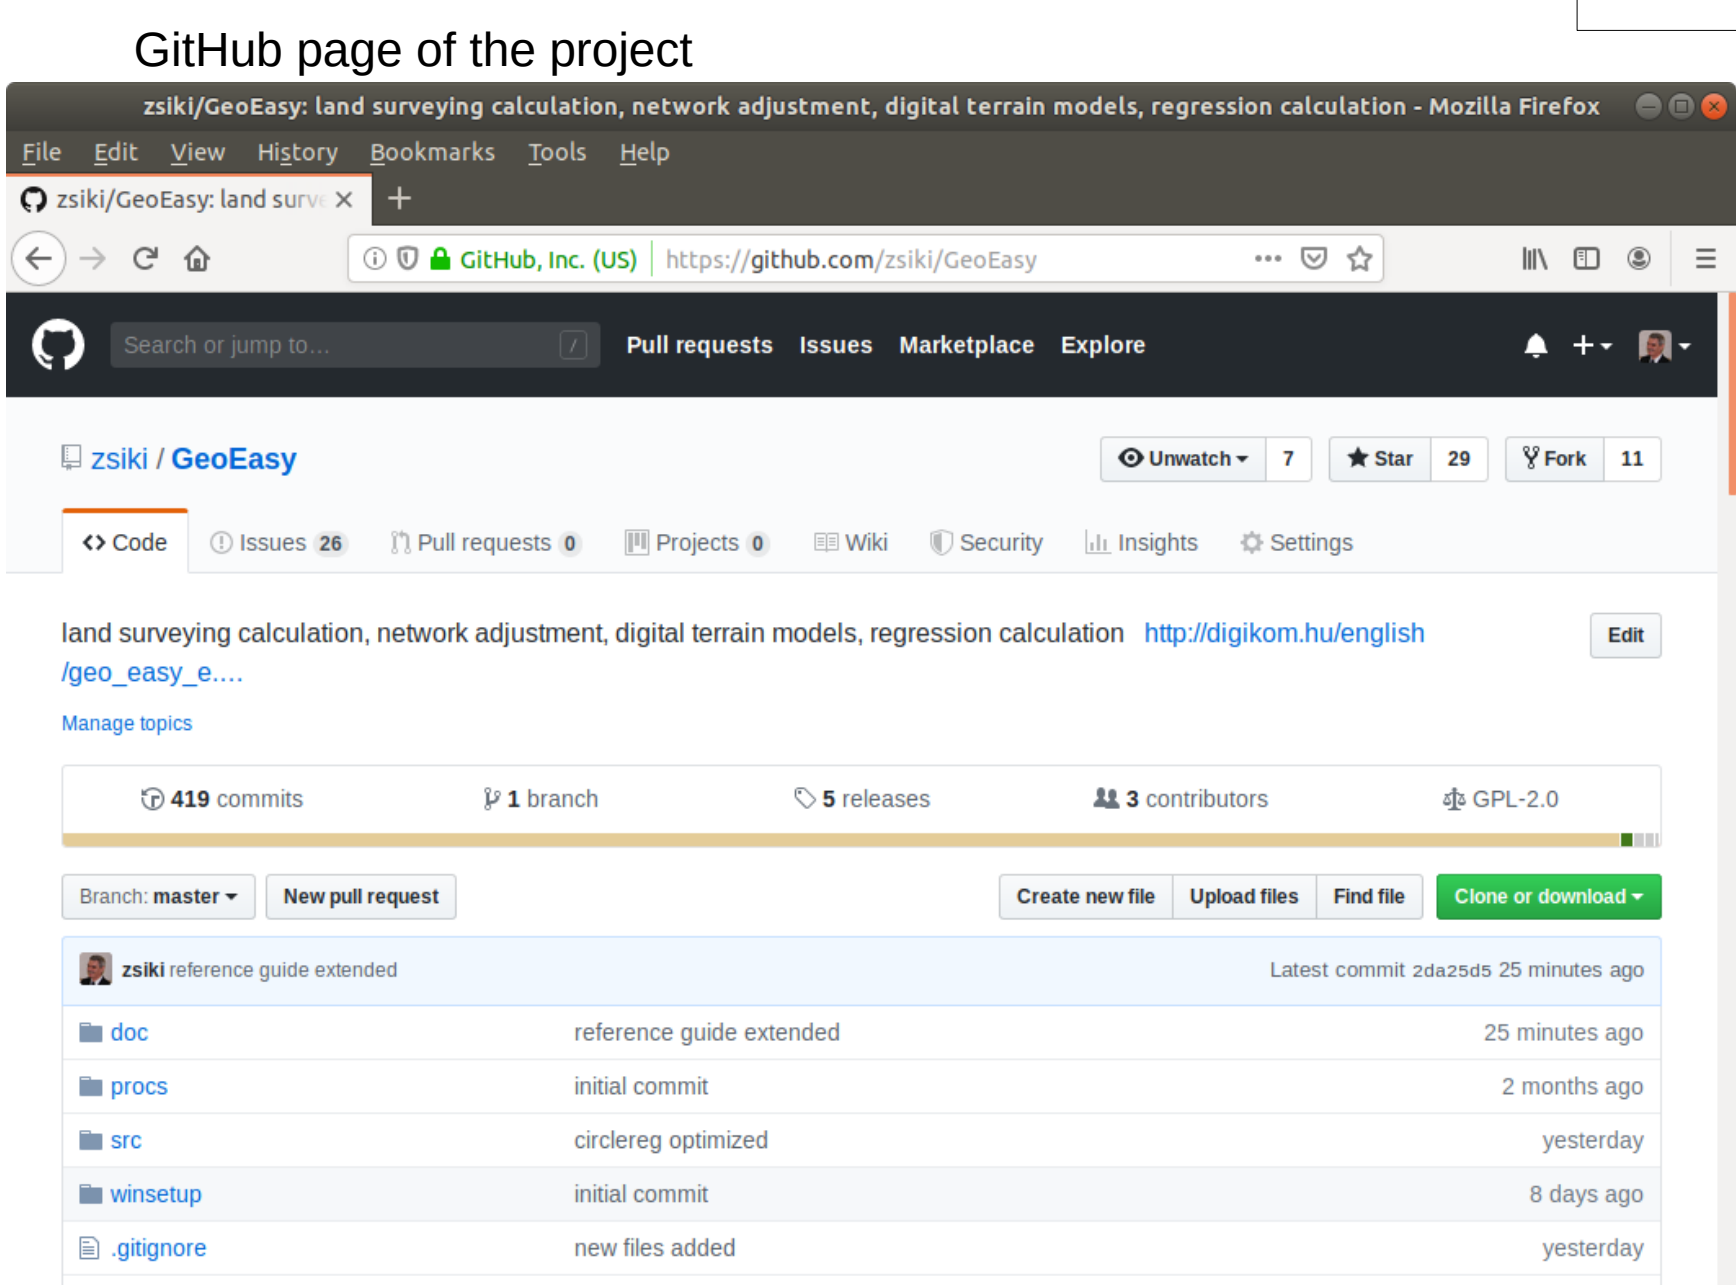 GitHub page of the project
zsiki/GeoEasy: land surveying calculation, network adjustment, digital terrain models, regression calculation - Mozilla Firefox
File Edit View History Bookmarks Tools Help
zsiki/GeoEasy: land surve
GitHub, Inc. (US) https://github.com/zsiki/GeoEasy
Search or jump to... / Pull requests Issues Marketplace Explore
zsiki / GeoEasy Unwatch 7 Star 29 Fork 11
Code Issues 26 Pull requests 0 Projects 0 Wiki Security Insights Settings
land surveying calculation, network adjustment, digital terrain models, regression calculation http://digikom.hu/english Edit
/geo_easy_e....
Manage topics
419 commits 1 branch 5 releases 3 contributors GPL-2.0
Branch: master New pull request Create new file Upload files Find file Clone or download
zsiki reference guide extended Latest commit 2da25d5 25 minutes ago
doc reference guide extended 25 minutes ago
procs initial commit 2 months ago
src circlereg optimized yesterday
winsetup initial commit 8 days ago
.gitignore new files added yesterday